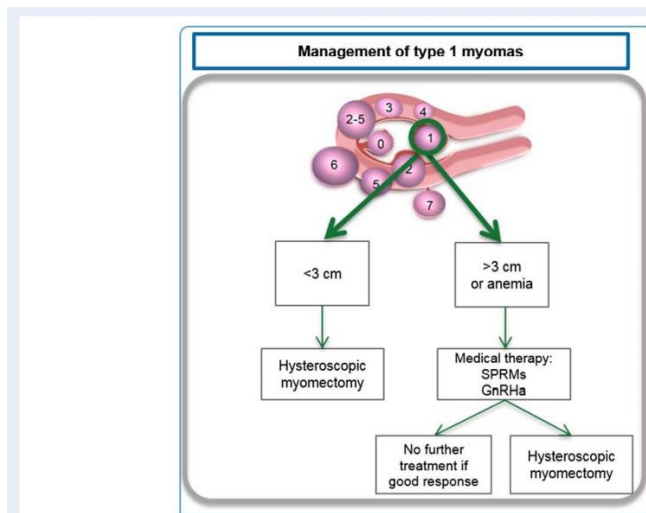 Management of type 1 myomas
3
4
2-5
1
0
2
6
5
7
<3 cm
>3 cm
or anemia
Hysteroscopic
myomectomy
Medical therapy:
SPRMs
GnRHa
No further
treatment if
good response
Hysteroscopic
myomectomy